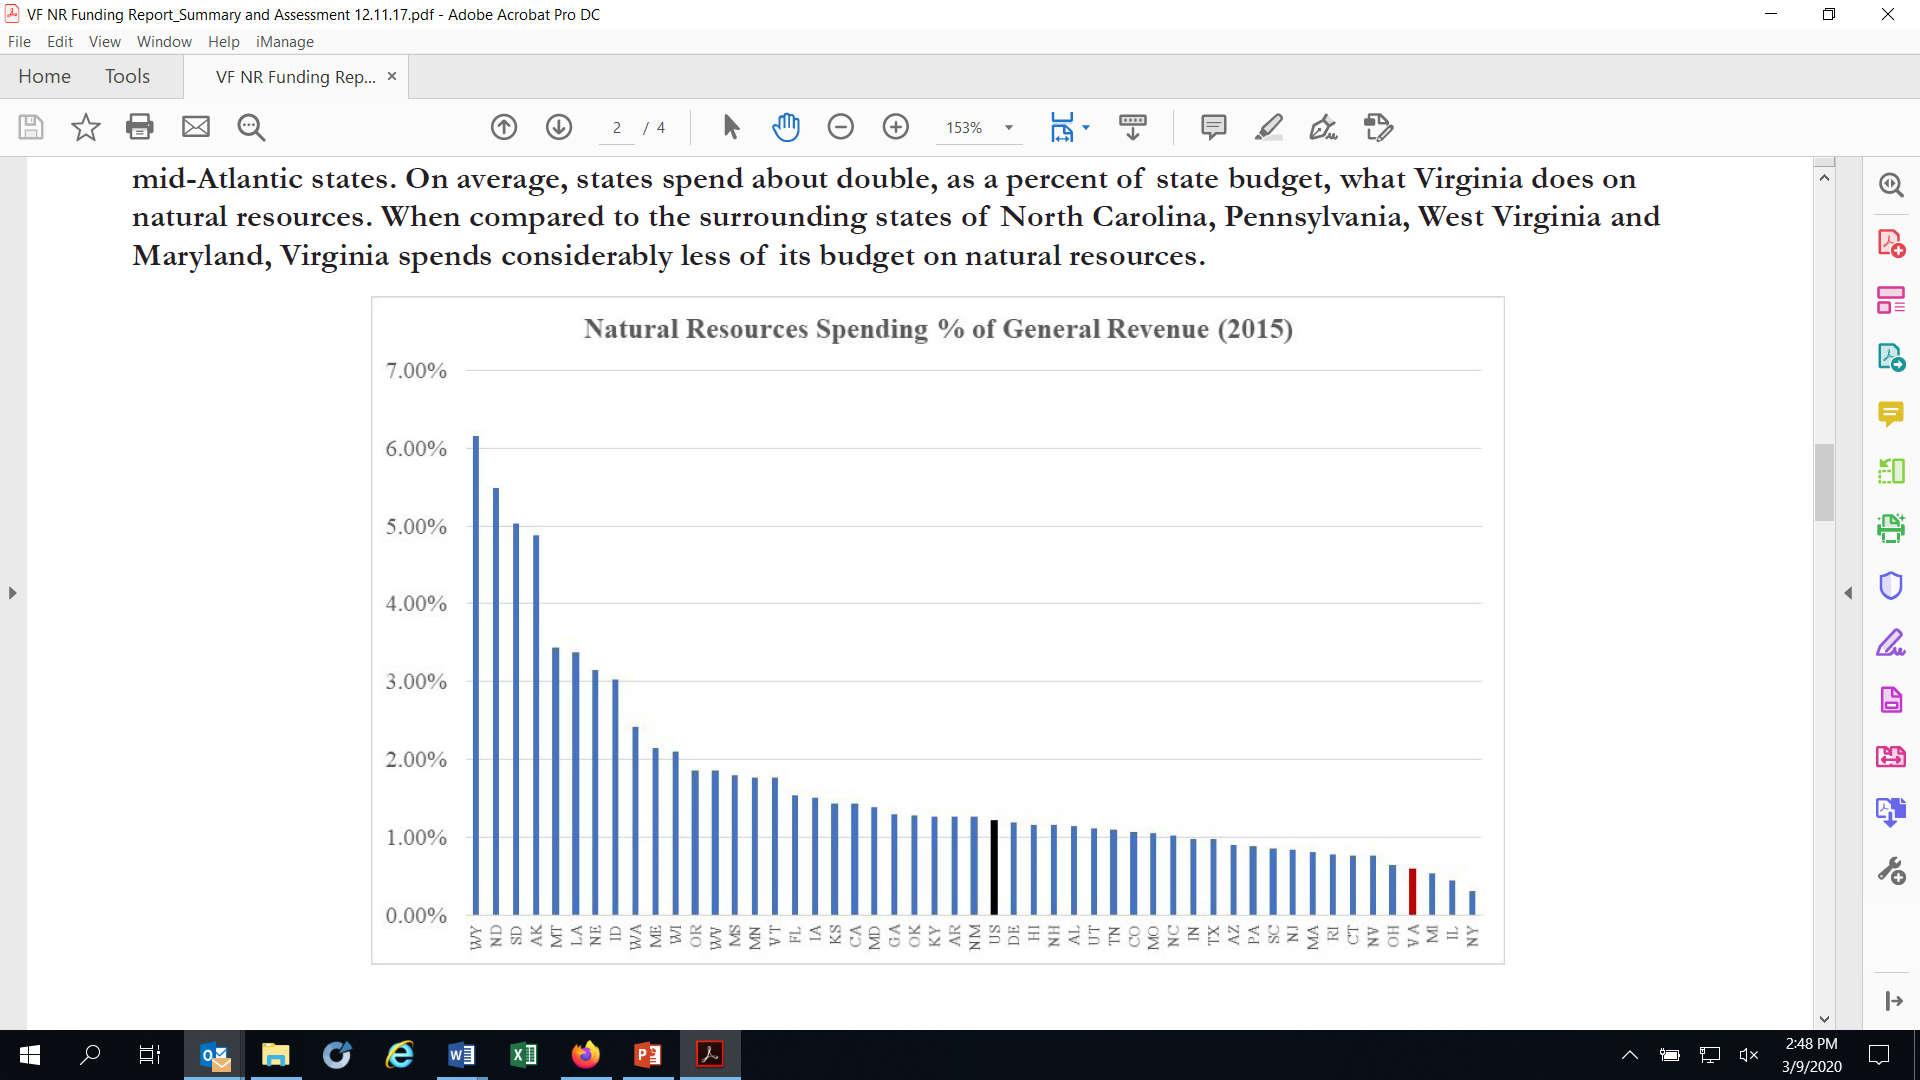 VF NR Funding Report_Summary and Assessment 12.11.17.pdf - Adobe Acrobat Pro DC
File Edit View Window Help iManage
Home Tools VF NR Funding Rep... ×
2 / 4 153%
mid-Atlantic states. On average, states spend about double, as a percent of state budget, what Virginia does on
natural resources. When compared to the surrounding states of North Carolina, Pennsylvania, West Virginia and
Maryland, Virginia spends considerably less of its budget on natural resources.
Natural Resources Spending % of General Revenue (2015)
7.00%
6.00%
5.00%
4.00%
3.00%
2.00%
1.00%
0.00%
WY ND SD AK MT LA NE ID WA ME WI OR WV MS MN VT FL IA KS CA MD GA OK KY AR NM US DE HI NH AL UT TN CO MO NC IN TX AZ PA SC NJ MA RI CT NV OH VA MI IL NY
2:48 PM
3/9/2020